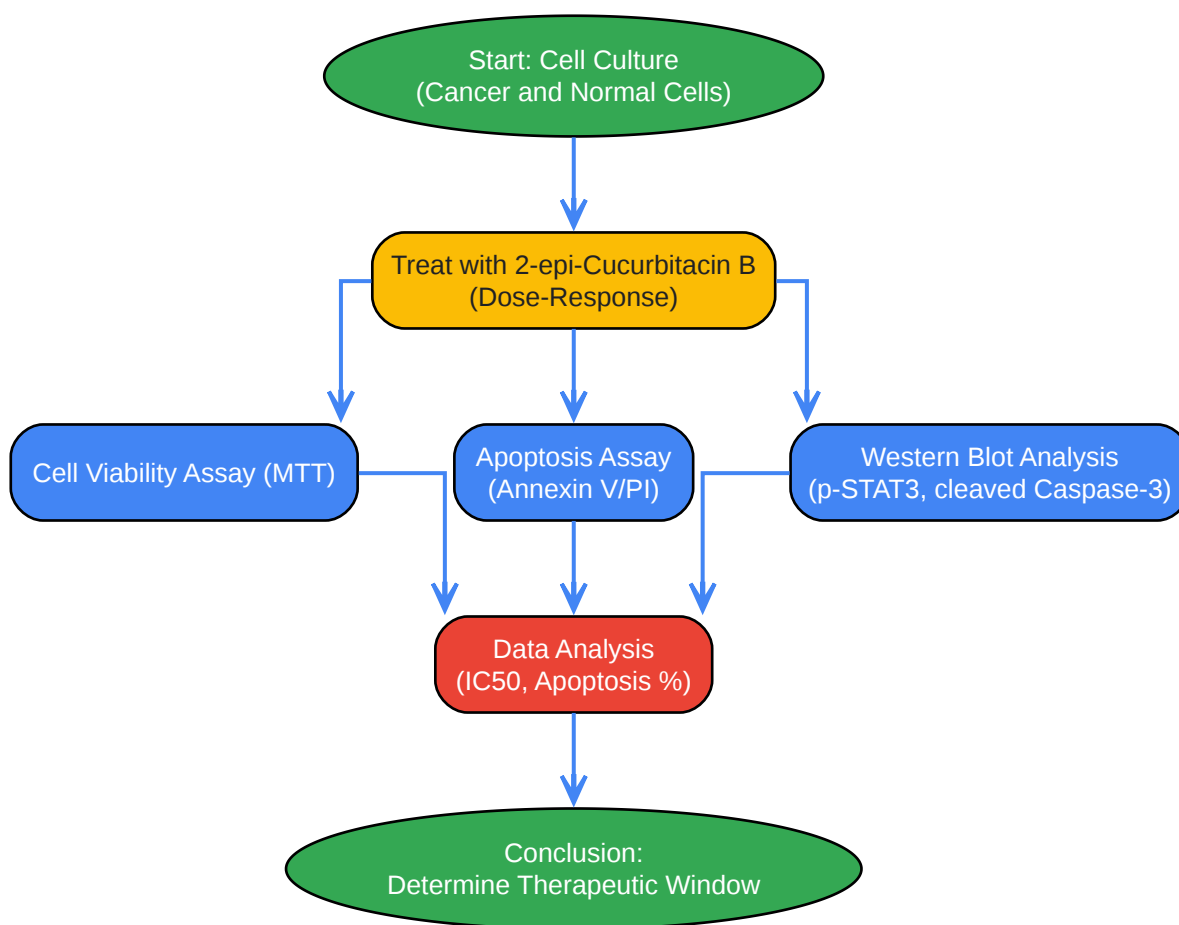 Start: Cell Culture
(Cancer and Normal Cells)
Treat with 2-epi-Cucurbitacin B
(Dose-Response)
Cell Viability Assay (MTT)
Apoptosis Assay
(Annexin V/PI)
Western Blot Analysis
(p-STAT3, cleaved Caspase-3)
Data Analysis
(IC50, Apoptosis %)
Conclusion:
Determine Therapeutic Window